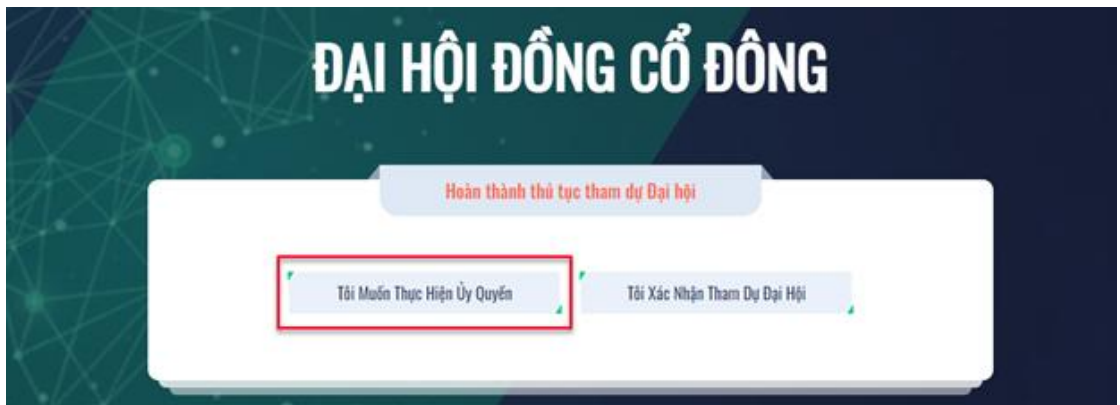 ĐẠI HỘI ĐỒNG CỔ ĐÔNG
Hoàn thành thủ tục tham dự Đại hội
Tôi Muốn Thực Hiện Ủy Quyền
Tôi Xác Nhận Tham Dự Đại Hội